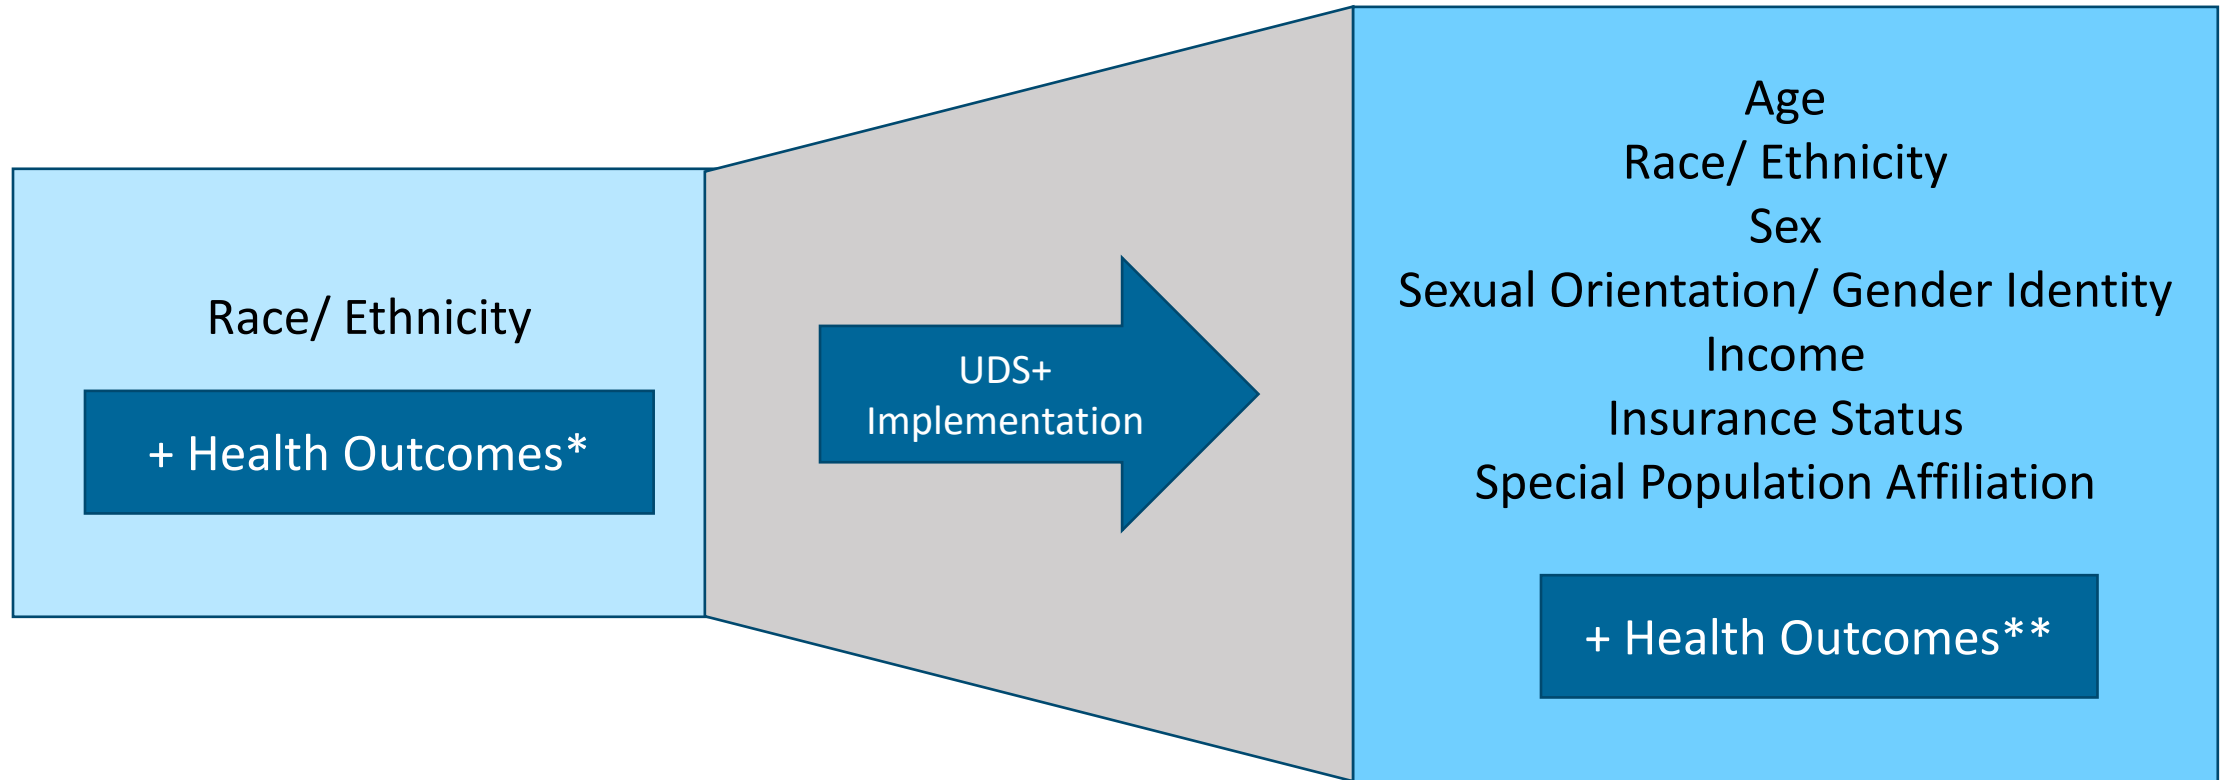 Race/ Ethnicity
+ Health Outcomes*
UDS+
Implementation
Age
Race/ Ethnicity
Sex
Sexual Orientation/ Gender Identity
Income
Insurance Status
Special Population Affiliation
+ Health Outcomes**